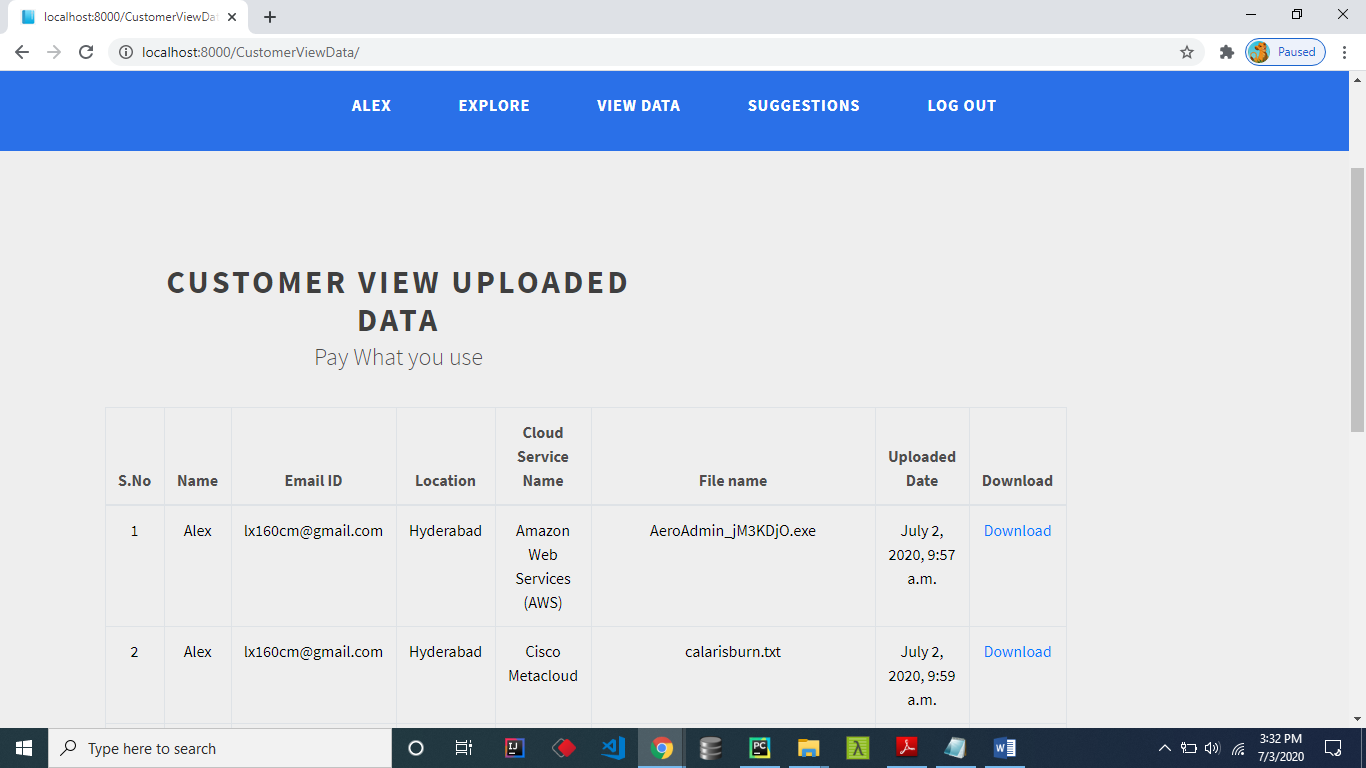 localhost:8000/CustomerViewDat
localhost:8000/CustomerViewData/
Paused
ALEX
EXPLORE
VIEW DATA
SUGGESTIONS
LOG OUT
CUSTOMER VIEW UPLOADED
DATA
Pay What you use
S.No
Name
Email ID
Location
Cloud
Service
Name
File name
Uploaded
Date
Download
1
Alex
lx160cm@gmail.com
Hyderabad
Amazon
Web
Services
(AWS)
AeroAdmin_jM3KDjO.exe
July 2,
2020, 9:57
a.m.
Download
2
Alex
lx160cm@gmail.com
Hyderabad
Cisco
Metacloud
calarisburn.txt
July 2,
2020, 9:59
a.m.
Download
Type here to search
IJ
PC
λ
W
3:32 PM
7/3/2020